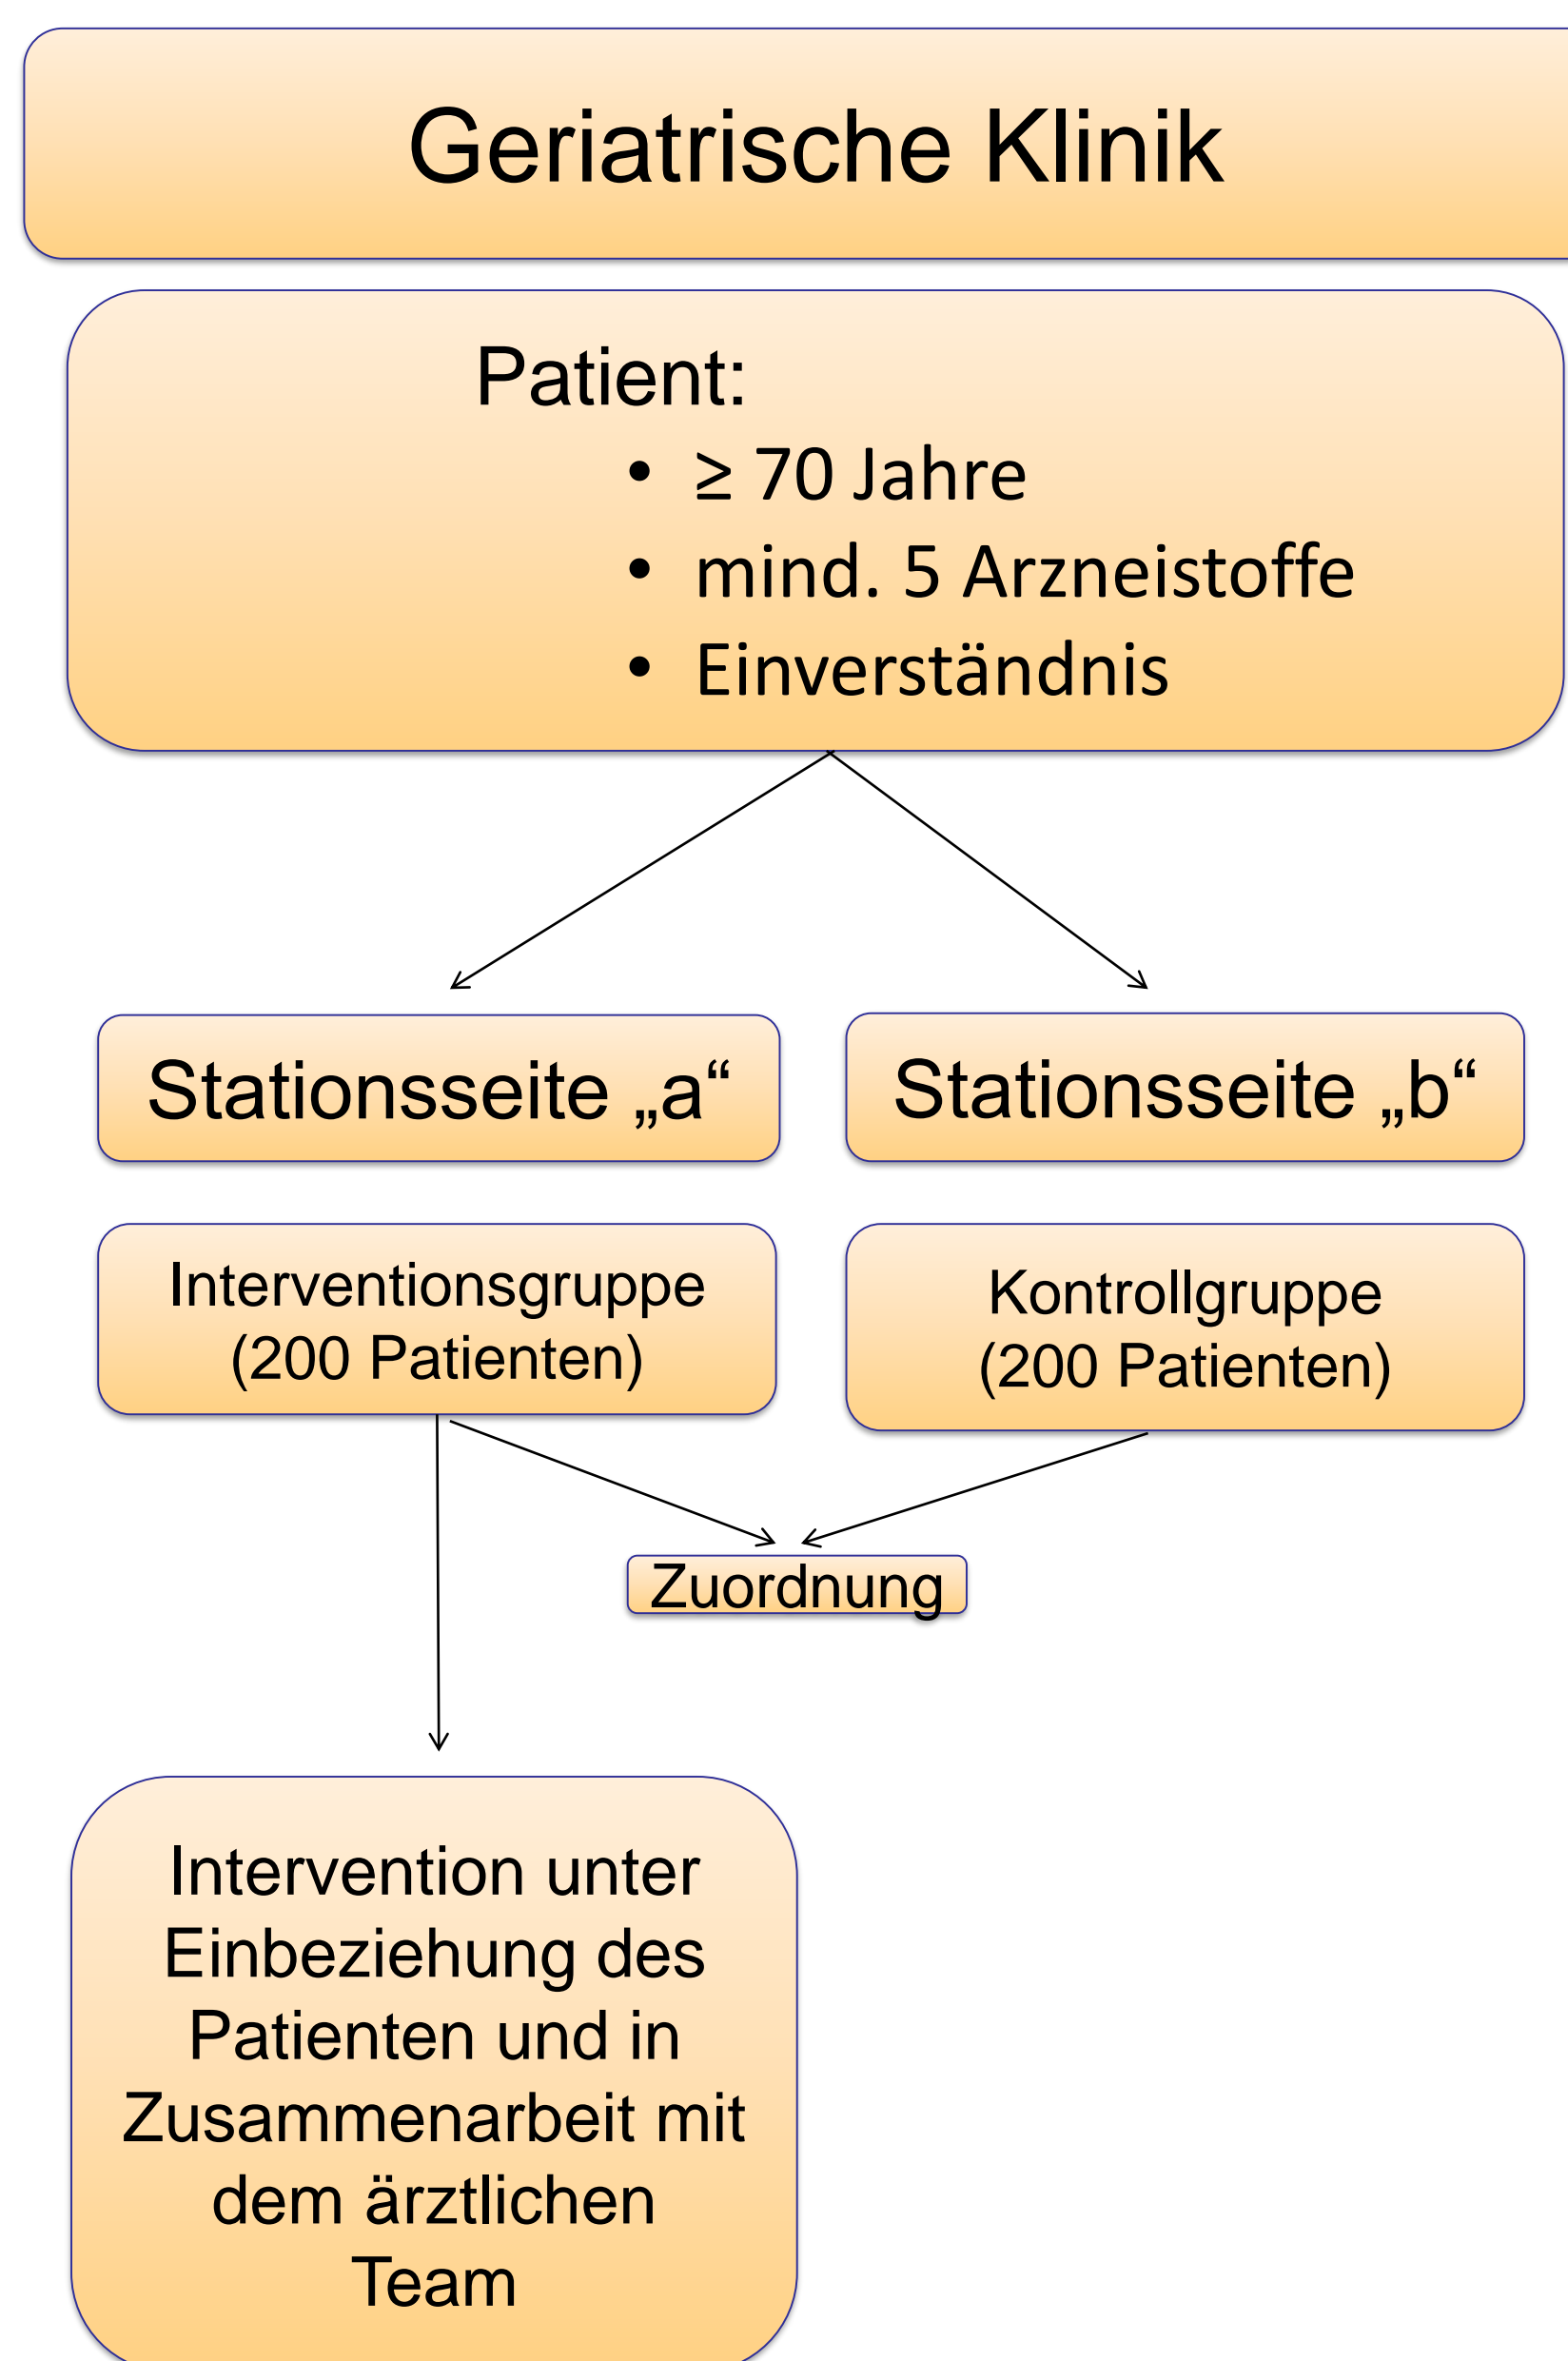 Geriatrische Klinik
Patient:
• ≥ 70 Jahre
• mind. 5 Arzneistoffe
• Einverständnis
Stationsseite „a“
Stationsseite „b“
Interventionsgruppe
(200 Patienten)
Kontrollgruppe
(200 Patienten)
Zuordnung
Intervention unter
Einbeziehung des
Patienten und in
Zusammenarbeit mit
dem ärztlichen
Team